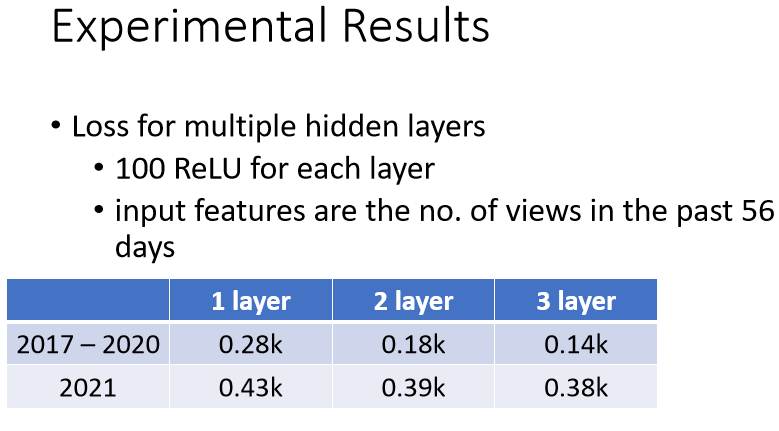 Experimental Results
• Loss for multiple hidden layers
• 100 ReLU for each layer
• input features are the no. of views in the past 56
days
1 layer 2 layer 3 layer
2017 – 2020 0.28k 0.18k 0.14k
2021 0.43k 0.39k 0.38k